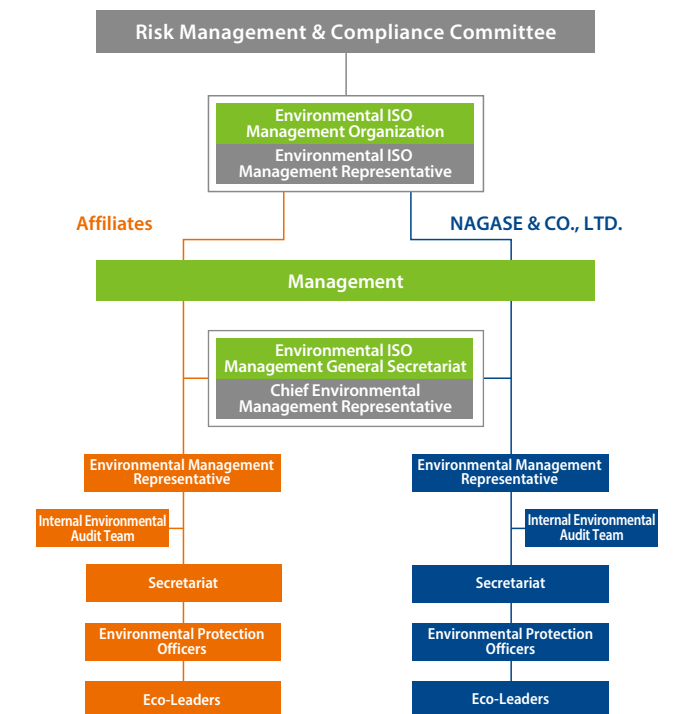 Risk Management & Compliance Committee
Environmental ISO
Management Organization
Environmental ISO
Management Representative
Affiliates
NAGASE & CO., LTD.
Management
Environmental ISO
Management General Secretariat
Chief Environmental
Management Representative
Environmental Management
Representative
Internal Environmental
Audit Team
Secretariat
Environmental Protection
Officers
Eco-Leaders
Environmental Management
Representative
Internal Environmental
Audit Team
Secretariat
Environmental Protection
Officers
Eco-Leaders